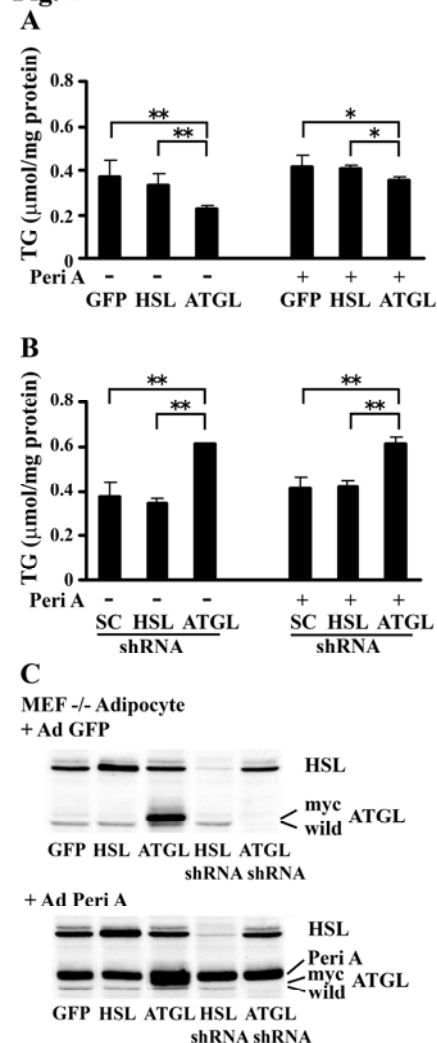 A
TG (μmol/mg protein)
0.8
0.6
0.4
0.2
0
** **
* *
Peri A - - - + + +
GFP HSL ATGL GFP HSL ATGL
B
TG (μmol/mg protein)
0.8
0.6
0.4
0.2
0
** **
** **
Peri A - - - + + +
SC HSL ATGL SC HSL ATGL
shRNA shRNA
C
MEF -/- Adipocyte
+ Ad GFP
HSL
myc
wild ATGL
GFP HSL ATGL HSL ATGL
shRNA shRNA
+ Ad Peri A
HSL
Peri A
myc
wild ATGL
GFP HSL ATGL HSL ATGL
shRNA shRNA